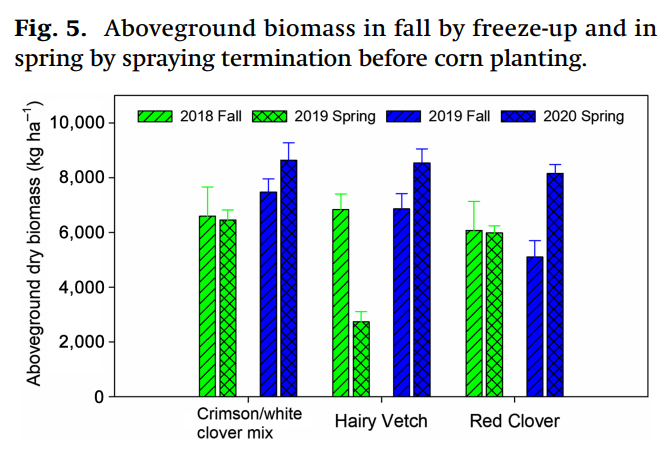 Fig. 5. Aboveground biomass in fall by freeze-up and in
spring by spraying termination before corn planting.
Aboveground dry biomass (kg ha⁻¹)
10,000
8,000
6,000
4,000
2,000
0
2018 Fall
2019 Spring
2019 Fall
2020 Spring
Crimson/white
clover mix
Hairy Vetch
Red Clover